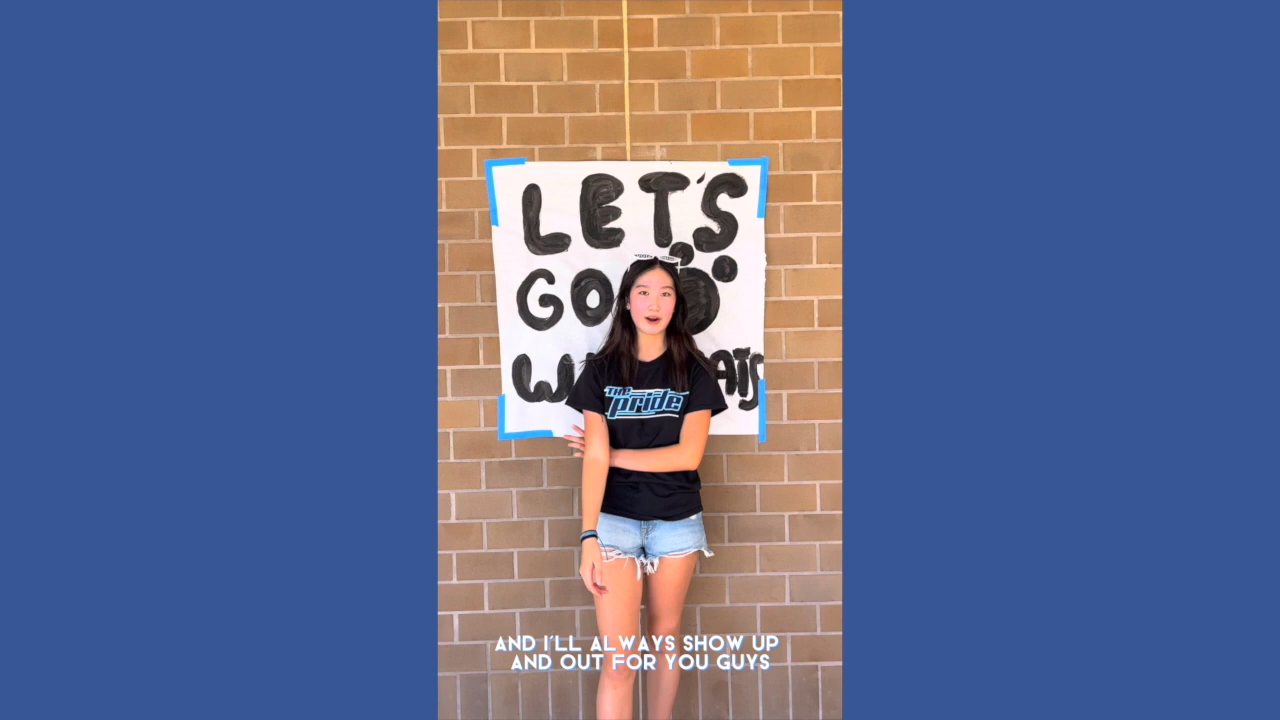 LET'S
GO
THE
pride
AND I'LL ALWAYS SHOW UP
AND OUT FOR YOU GUYS